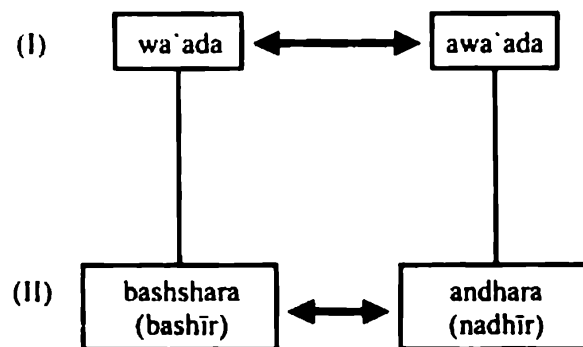 (I) wa`ada awa`ada
(II) bashshara andhara
(bashīr) (nadhīr)